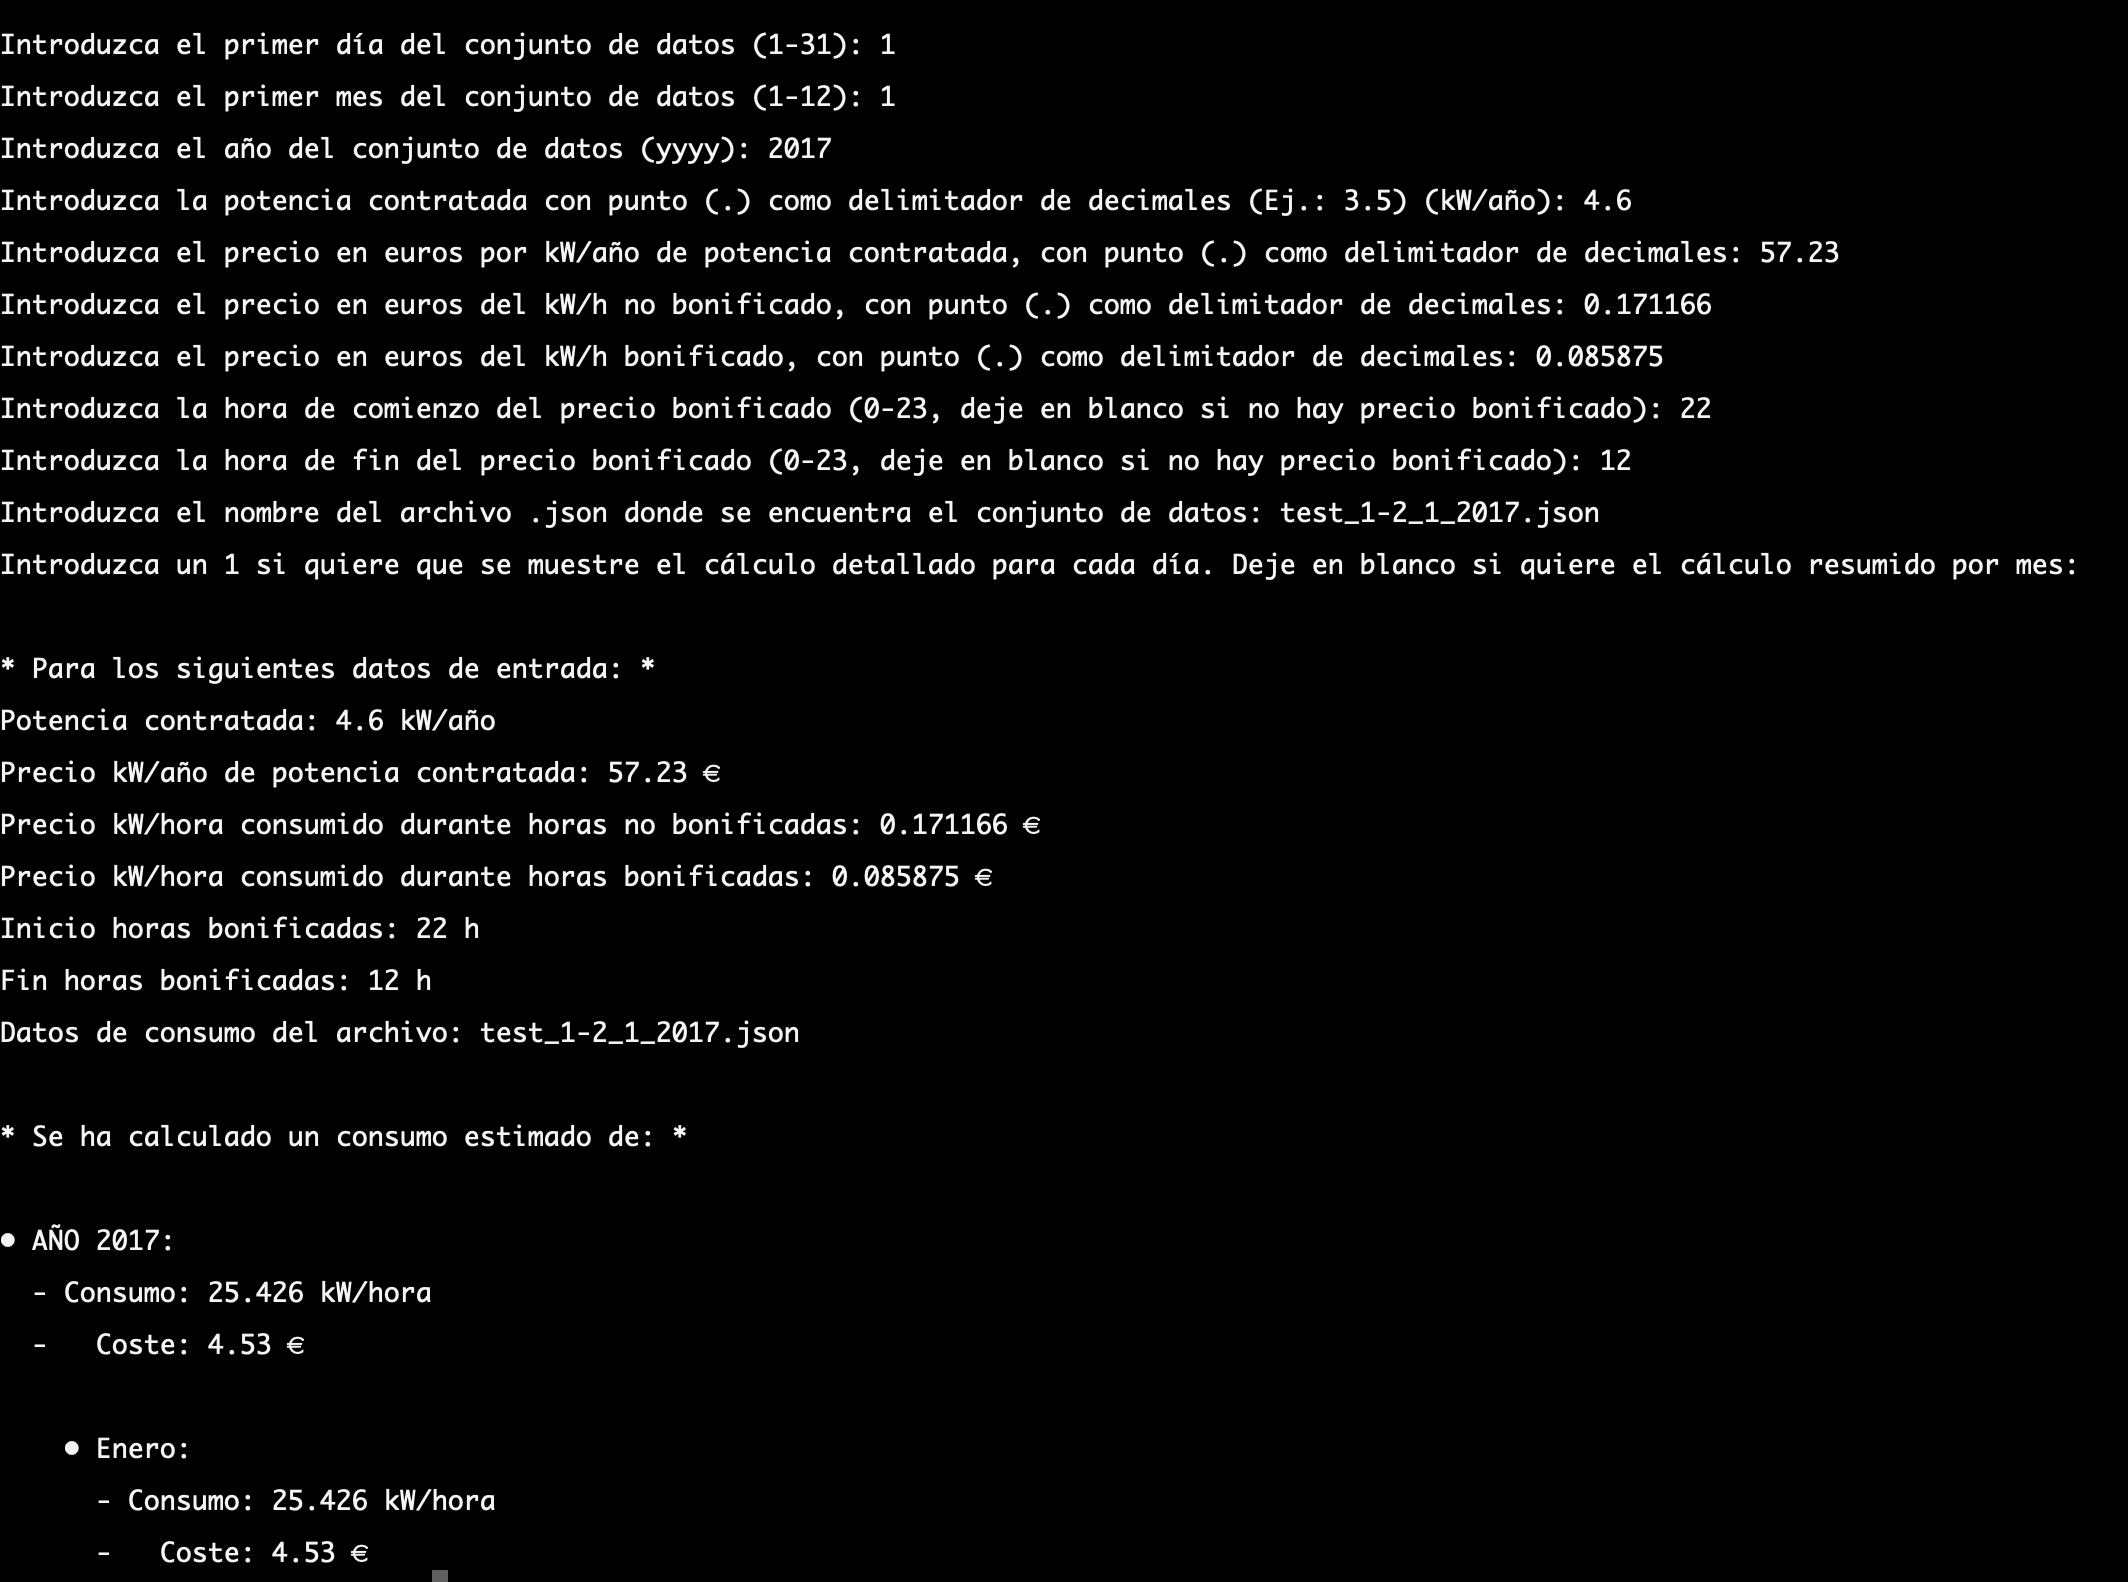 Introduzca el primer día del conjunto de datos (1-31): 1
Introduzca el primer mes del conjunto de datos (1-12): 1
Introduzca el año del conjunto de datos (yyyy): 2017
Introduzca la potencia contratada con punto (.) como delimitador de decimales (Ej.: 3.5) (kW/año): 4.6
Introduzca el precio en euros por kW/año de potencia contratada, con punto (.) como delimitador de decimales: 57.23
Introduzca el precio en euros del kW/h no bonificado, con punto (.) como delimitador de decimales: 0.171166
Introduzca el precio en euros del kW/h bonificado, con punto (.) como delimitador de decimales: 0.085875
Introduzca la hora de comienzo del precio bonificado (0-23, deje en blanco si no hay precio bonificado): 22
Introduzca la hora de fin del precio bonificado (0-23, deje en blanco si no hay precio bonificado): 12
Introduzca el nombre del archivo .json donde se encuentra el conjunto de datos: test_1-2_1_2017.json
Introduzca un 1 si quiere que se muestre el cálculo detallado para cada día. Deje en blanco si quiere el cálculo resumido por mes:
* Para los siguientes datos de entrada: *
Potencia contratada: 4.6 kW/año
Precio kW/año de potencia contratada: 57.23 €
Precio kW/hora consumido durante horas no bonificadas: 0.171166 €
Precio kW/hora consumido durante horas bonificadas: 0.085875 €
Inicio horas bonificadas: 22 h
Fin horas bonificadas: 12 h
Datos de consumo del archivo: test_1-2_1_2017.json
* Se ha calculado un consumo estimado de: *
● AÑO 2017:
- Consumo: 25.426 kW/hora
- Coste: 4.53 €
● Enero:
- Consumo: 25.426 kW/hora
- Coste: 4.53 €